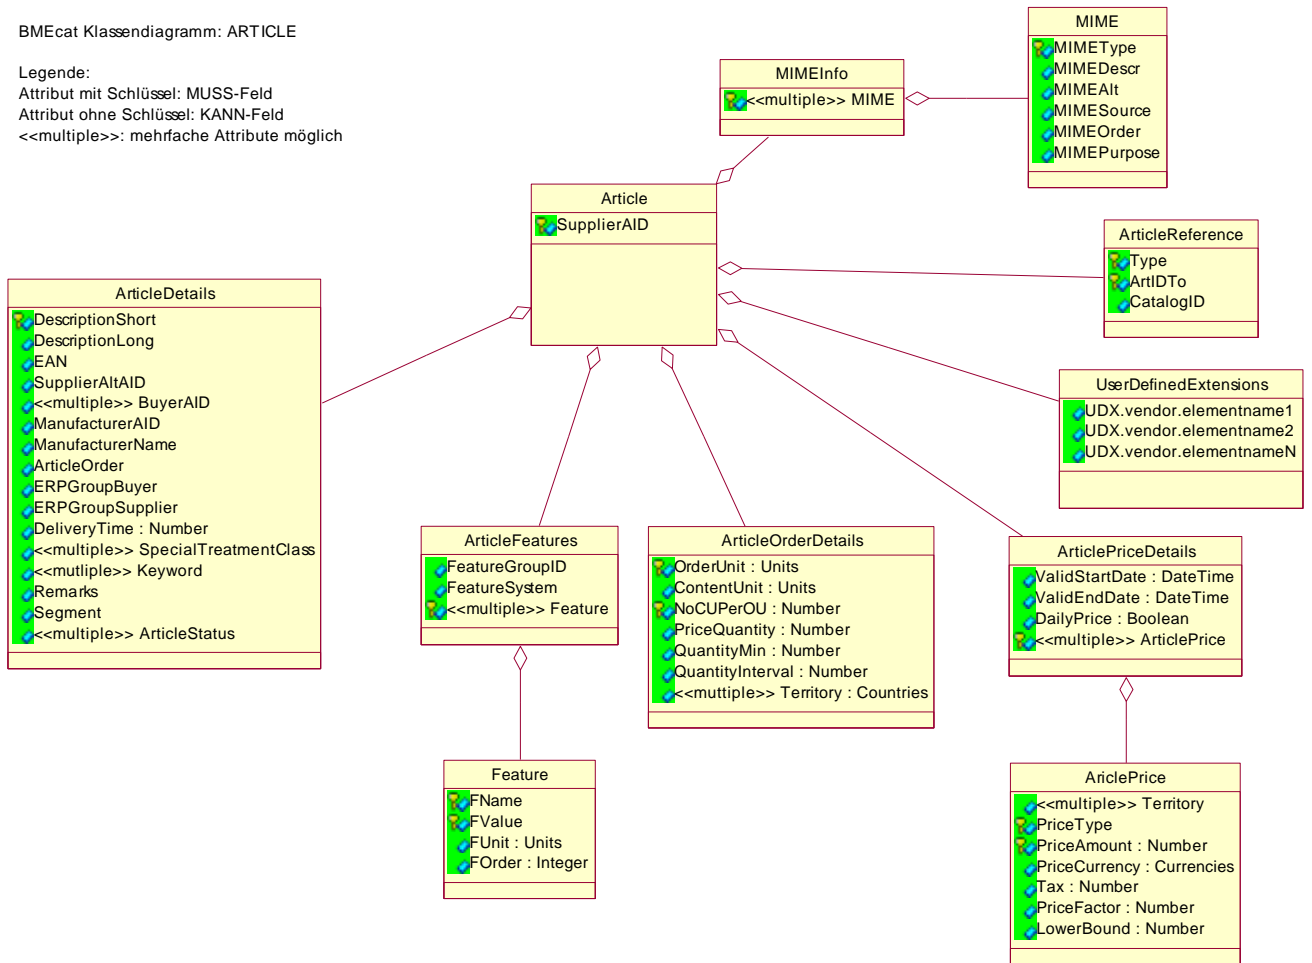 BMEcat Klassendiagramm: ARTICLE
Legende:
Attribut mit Schlüssel: MUSS-Feld
Attribut ohne Schlüssel: KANN-Feld
<<multiple>>: mehrfache Attribute möglich
MIMEInfo
<<multiple>> MIME
MIME
MIMEType
MIMEDescr
MIMEAlt
MIMESource
MIMEOrder
MIMEPurpose
Article
SupplierAID
ArticleReference
Type
ArtIDTo
CatalogID
ArticleDetails
DescriptionShort
DescriptionLong
EAN
SupplierAltAID
<<multiple>> BuyerAID
ManufacturerAID
ManufacturerName
ArticleOrder
ERPGroupBuyer
ERPGroupSupplier
DeliveryTime : Number
<<multiple>> SpecialTreatmentClass
<<mutliple>> Keyword
Remarks
Segment
<<multiple>> ArticleStatus
UserDefinedExtensions
UDX.vendor.elementname1
UDX.vendor.elementname2
UDX.vendor.elementnameN
ArticleFeatures
FeatureGroupID
FeatureSystem
<<multiple>> Feature
ArticleOrderDetails
OrderUnit : Units
ContentUnit : Units
NoCUPerOU : Number
PriceQuantity : Number
QuantityMin : Number
QuantityInterval : Number
<<muttiple>> Territory : Countries
ArticlePriceDetails
ValidStartDate : DateTime
ValidEndDate : DateTime
DailyPrice : Boolean
<<multiple>> ArticlePrice
Feature
FName
FValue
FUnit : Units
FOrder : Integer
AriclePrice
<<multiple>> Territory
PriceType
PriceAmount : Number
PriceCurrency : Currencies
Tax : Number
PriceFactor : Number
LowerBound : Number